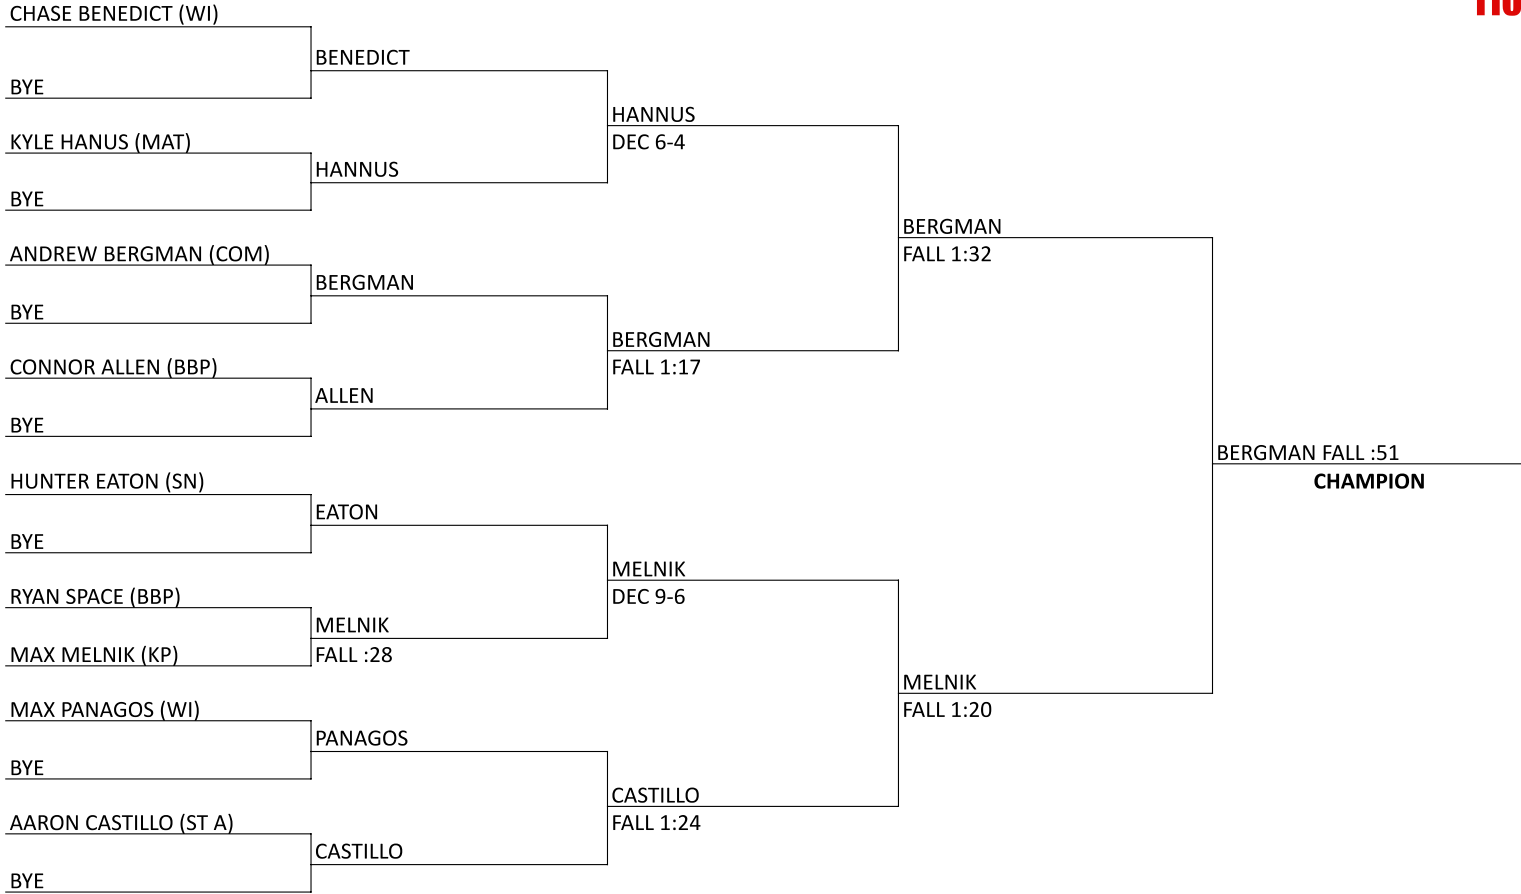 CHASE BENEDICT (WI)
BENEDICT
BYE
HANNUS
DEC 6-4
KYLE HANUS (MAT)
HANNUS
BYE
BERGMAN
FALL 1:32
ANDREW BERGMAN (COM)
BERGMAN
BYE
BERGMAN
FALL 1:17
CONNOR ALLEN (BBP)
ALLEN
BYE
BERGMAN FALL :51
CHAMPION
HUNTER EATON (SN)
EATON
BYE
MELNIK
DEC 9-6
RYAN SPACE (BBP)
MELNIK
FALL :28
MAX MELNIK (KP)
MELNIK
FALL 1:20
MAX PANAGOS (WI)
PANAGOS
BYE
CASTILLO
FALL 1:24
AARON CASTILLO (ST A)
CASTILLO
BYE